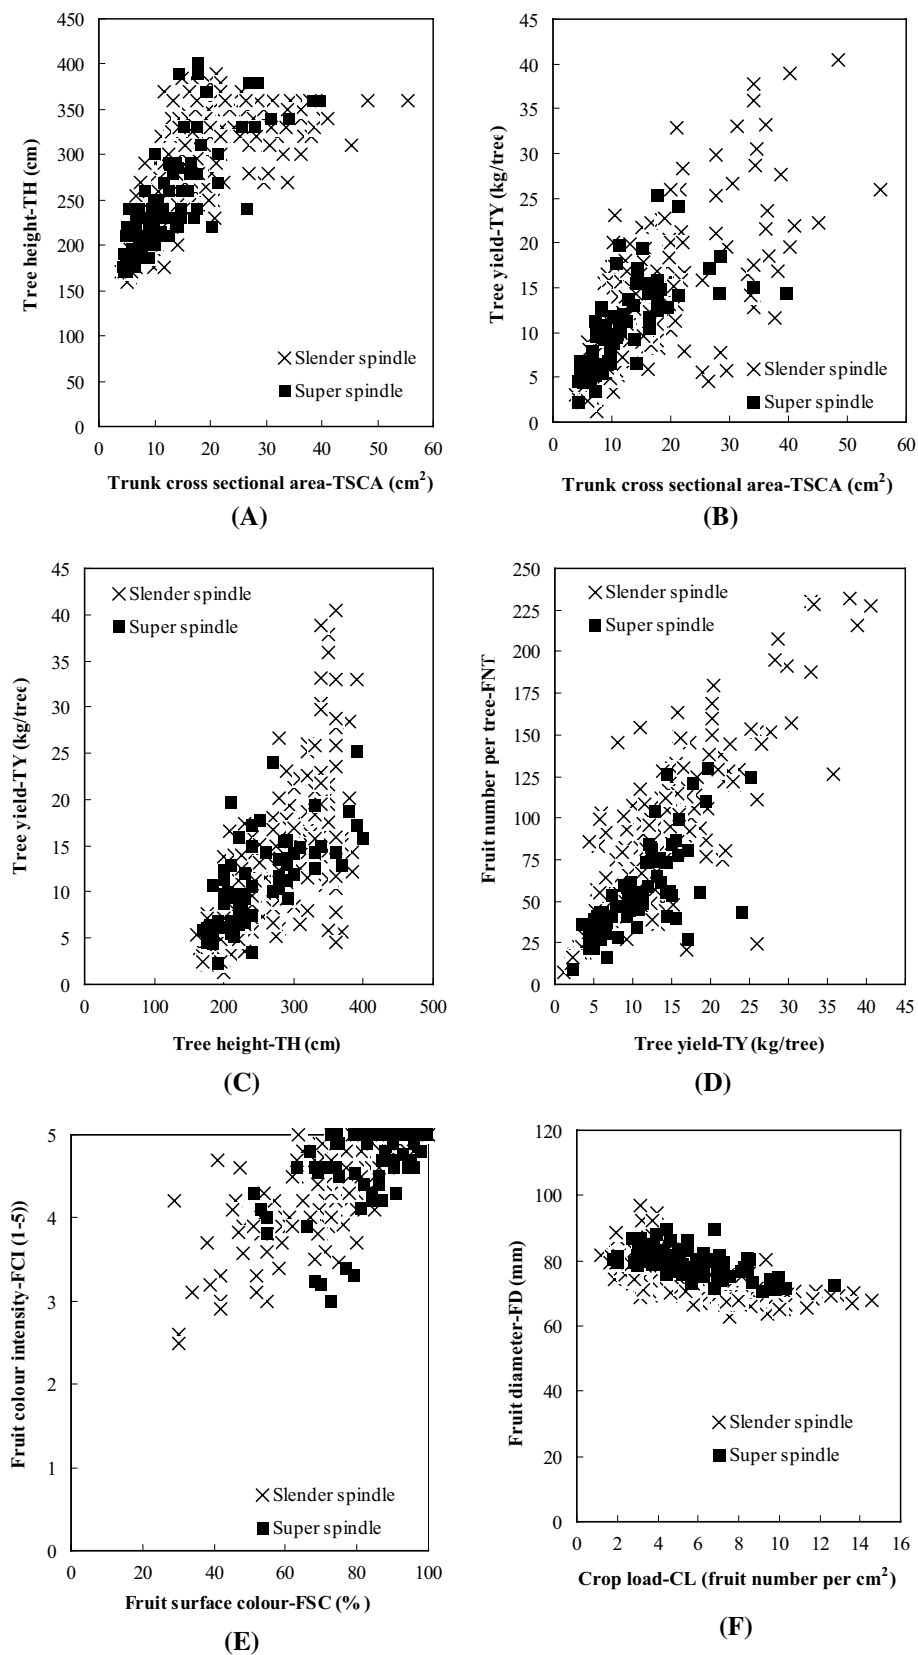 450
400
350
300
250
200
150
100
50
0
Tree height-TH (cm)
Slender spindle
Super spindle
0 10 20 30 40 50 60
Trunk cross sectional area-TSCA (cm²)
(A)
45
40
35
30
25
20
15
10
5
0
Tree yield-TY (kg/tree)
Slender spindle
Super spindle
0 10 20 30 40 50 60
Trunk cross sectional area-TSCA (cm²)
(B)
45
40
35
30
25
20
15
10
5
0
Tree yield-TY (kg/tree)
Slender spindle
Super spindle
0 100 200 300 400 500
Tree height-TH (cm)
(C)
250
225
200
175
150
125
100
75
50
25
0
Fruit number per tree-FNT
Slender spindle
Super spindle
0 5 10 15 20 25 30 35 40 45
Tree yield-TY (kg/tree)
(D)
5
4
3
2
1
0
Fruit colour intensity-FCI (1-5))
Slender spindle
Super spindle
0 20 40 60 80 100
Fruit surface colour-FSC (%)
(E)
120
100
80
60
40
20
0
Fruit diameter-FD (mm)
Slender spindle
Super spindle
0 2 4 6 8 10 12 14 16
Crop load-CL (fruit number per cm²)
(F)